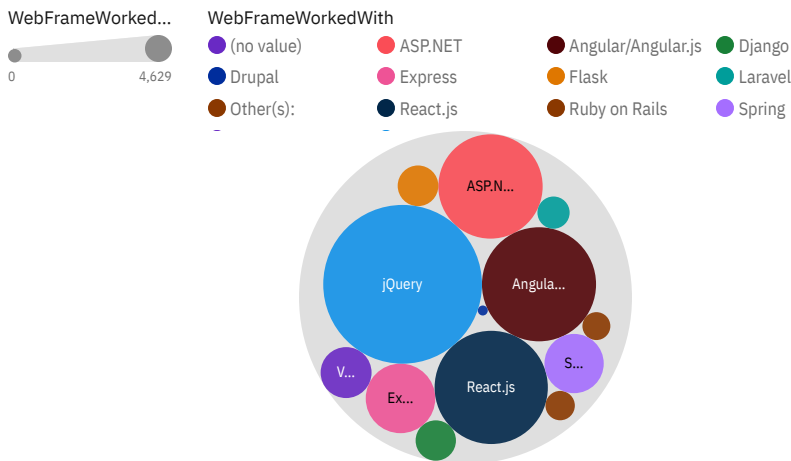 WebFrameWorked... WebFrameWorkedWith
(no value) ASP.NET Angular/Angular.js Django
0 4,629 Drupal Express Flask Laravel
Other(s): React.js Ruby on Rails Spring
ASP.N...
jQuery Angula...
S...
V... React.js
Ex...